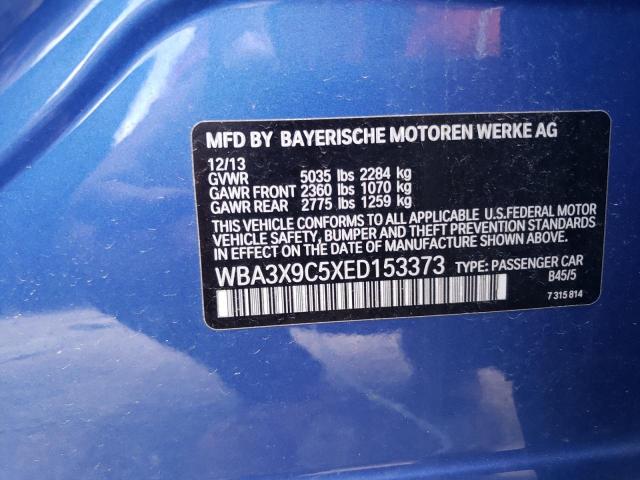 MFD BY BAYERISCHE MOTOREN WERKE AG
12/13
GVWR 5035 lbs 2284 kg
GAWR FRONT 2360 lbs 1070 kg
GAWR REAR 2775 lbs 1259 kg
THIS VEHICLE CONFORMS TO ALL APPLICABLE U.S.FEDERAL MOTOR
VEHICLE SAFETY, BUMPER AND THEFT PREVENTION STANDARDS
IN EFFECT ON THE DATE OF MANUFACTURE SHOWN ABOVE.
WBA3X9C5XED153373 TYPE: PASSENGER CAR
B45/5
7 315 814